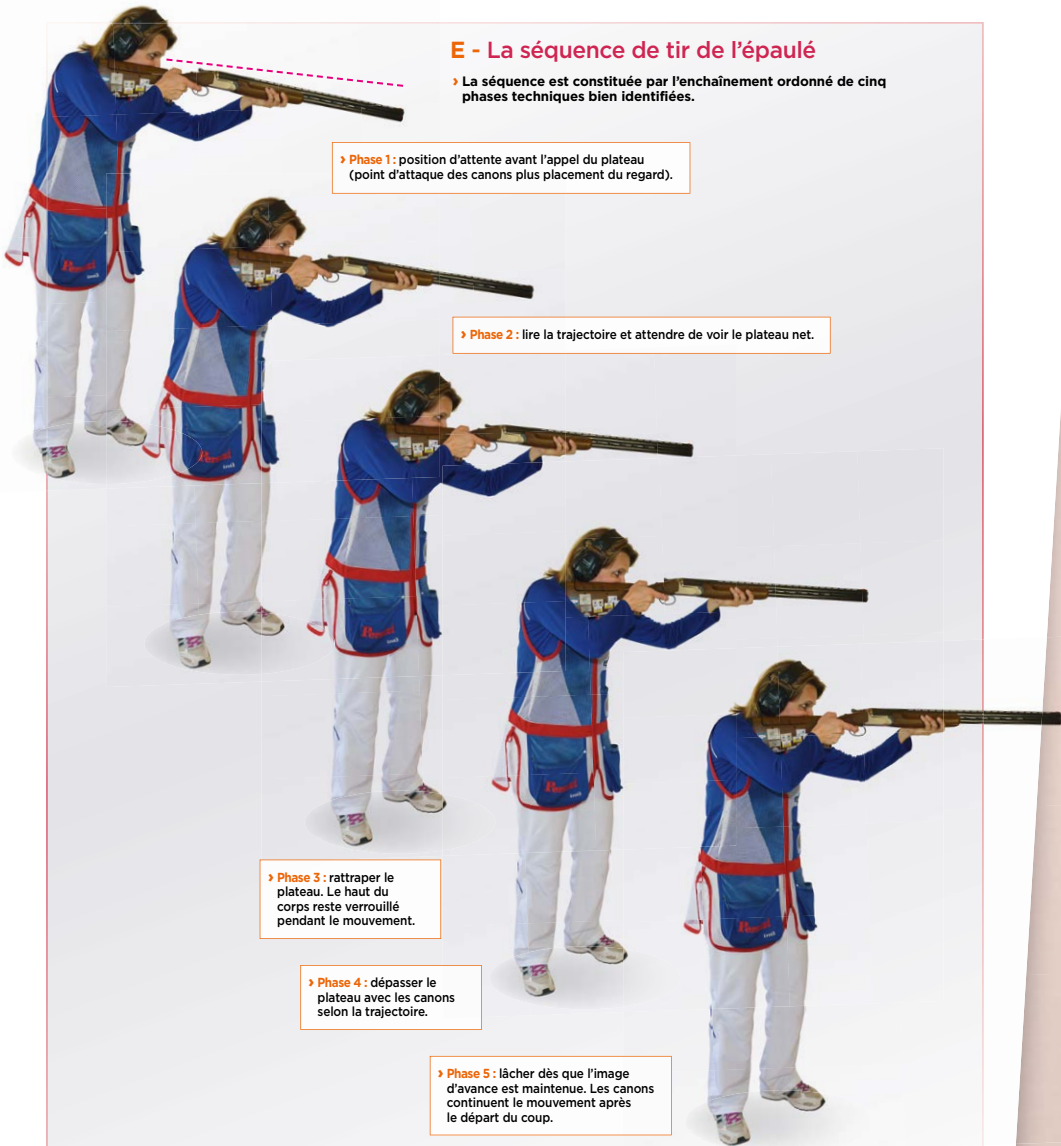 E - La séquence de tir de l'épaulé
› La séquence est constituée par l'enchaînement ordonné de cinq
phases techniques bien identifiées.
› Phase 1 : position d'attente avant l'appel du plateau
(point d'attaque des canons plus placement du regard).
› Phase 2 : lire la trajectoire et attendre de voir le plateau net.
› Phase 3 : rattraper le
plateau. Le haut du
corps reste verrouillé
pendant le mouvement.
› Phase 4 : dépasser le
plateau avec les canons
selon la trajectoire.
› Phase 5 : lâcher dès que l'image
d'avance est maintenue. Les canons
continuent le mouvement après
le départ du coup.